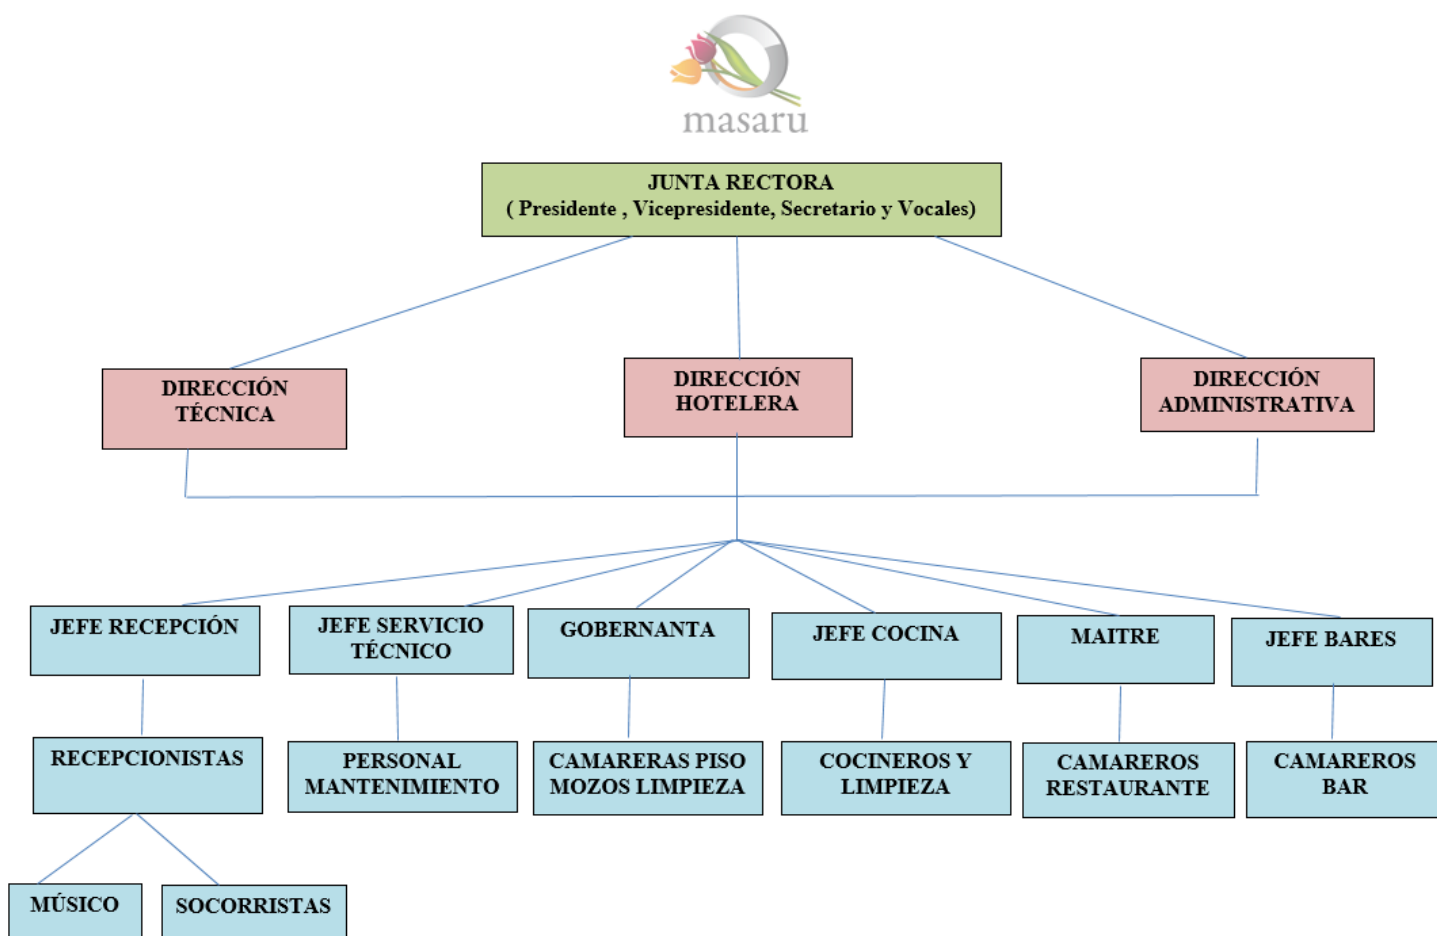 masaru
JUNTA RECTORA
( Presidente , Vicepresidente, Secretario y Vocales)
DIRECCIÓN
TÉCNICA
DIRECCIÓN
HOTELERA
DIRECCIÓN
ADMINISTRATIVA
JEFE RECEPCIÓN
JEFE SERVICIO
TÉCNICO
GOBERNANTA
JEFE COCINA
MAITRE
JEFE BARES
RECEPCIONISTAS
PERSONAL
MANTENIMIENTO
CAMARERAS PISO
MOZOS LIMPIEZA
COCINEROS Y
LIMPIEZA
CAMAREROS
RESTAURANTE
CAMAREROS
BAR
MÚSICO
SOCORRISTAS